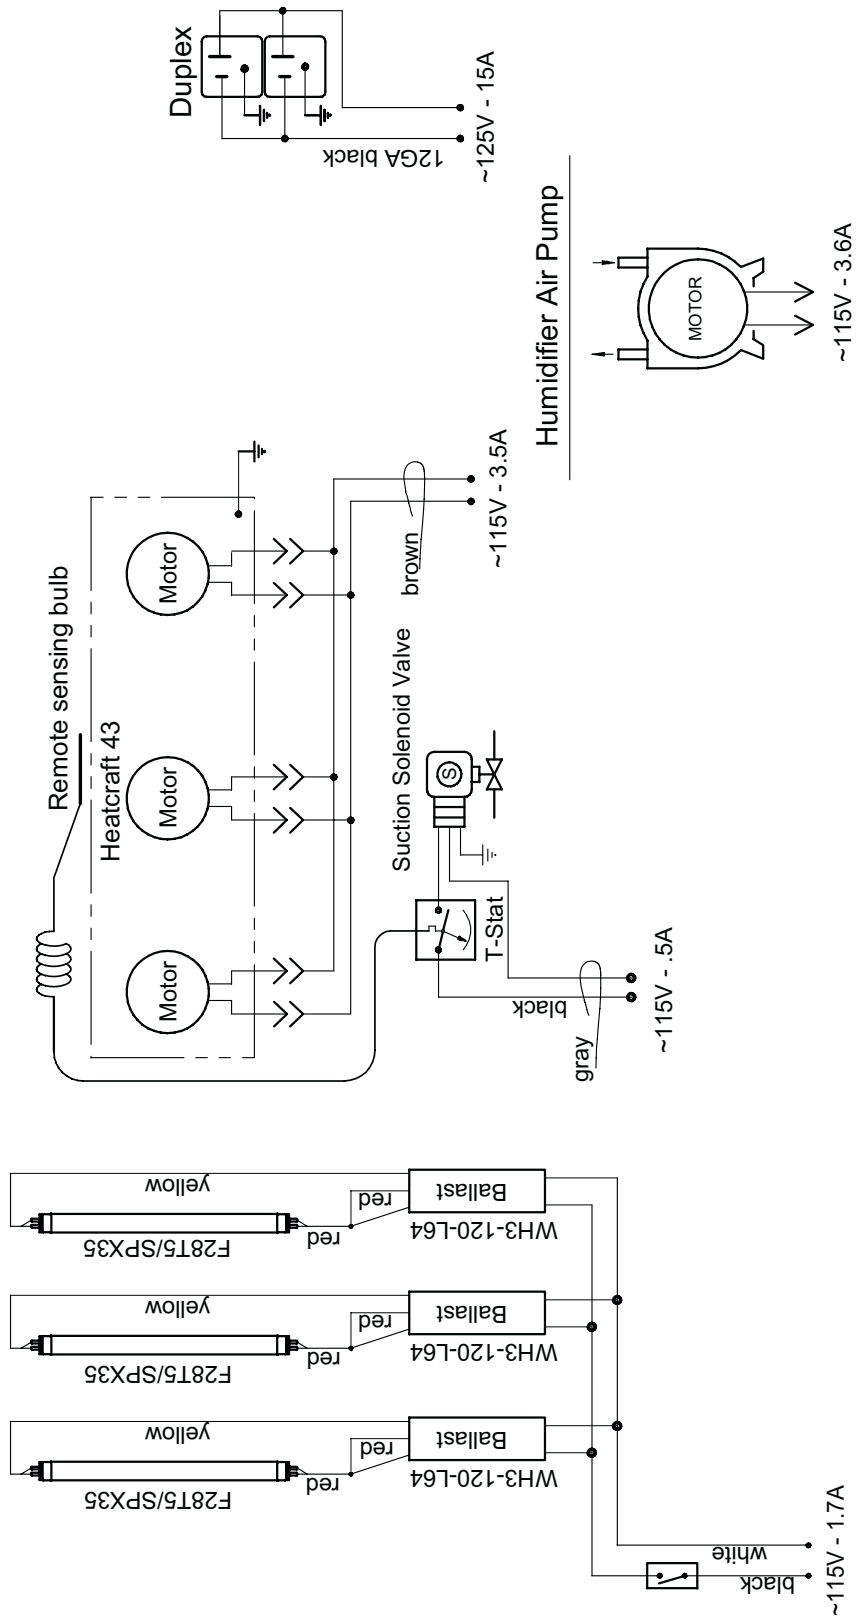 Duplex
12GA black
~125V - 15A
Humidifier Air Pump
MOTOR
~115V - 3.6A
Remote sensing bulb
Heatcraft 43
Motor
Motor
Motor
brown
~115V - 3.5A
Suction Solenoid Valve
S
T-Stat
black
gray
~115V - .5A
yellow
F28T5/SPX35
red
red
Ballast
WH3-120-L64
yellow
F28T5/SPX35
red
red
Ballast
WH3-120-L64
yellow
F28T5/SPX35
red
red
Ballast
WH3-120-L64
white
black
~115V - 1.7A